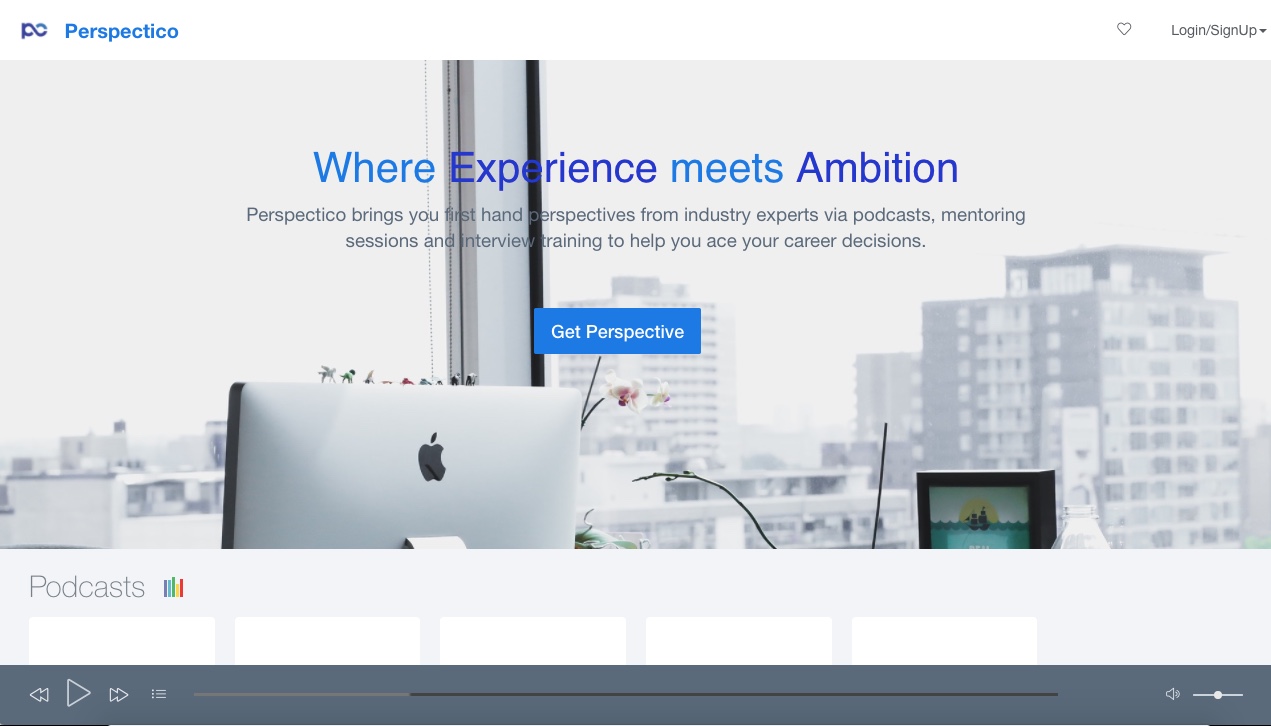 pc Perspectico
Login/SignUp
Where Experience meets Ambition
Perspectico brings you first hand perspectives from industry experts via podcasts, mentoring
sessions and interview training to help you ace your career decisions.
Get Perspective
Podcasts